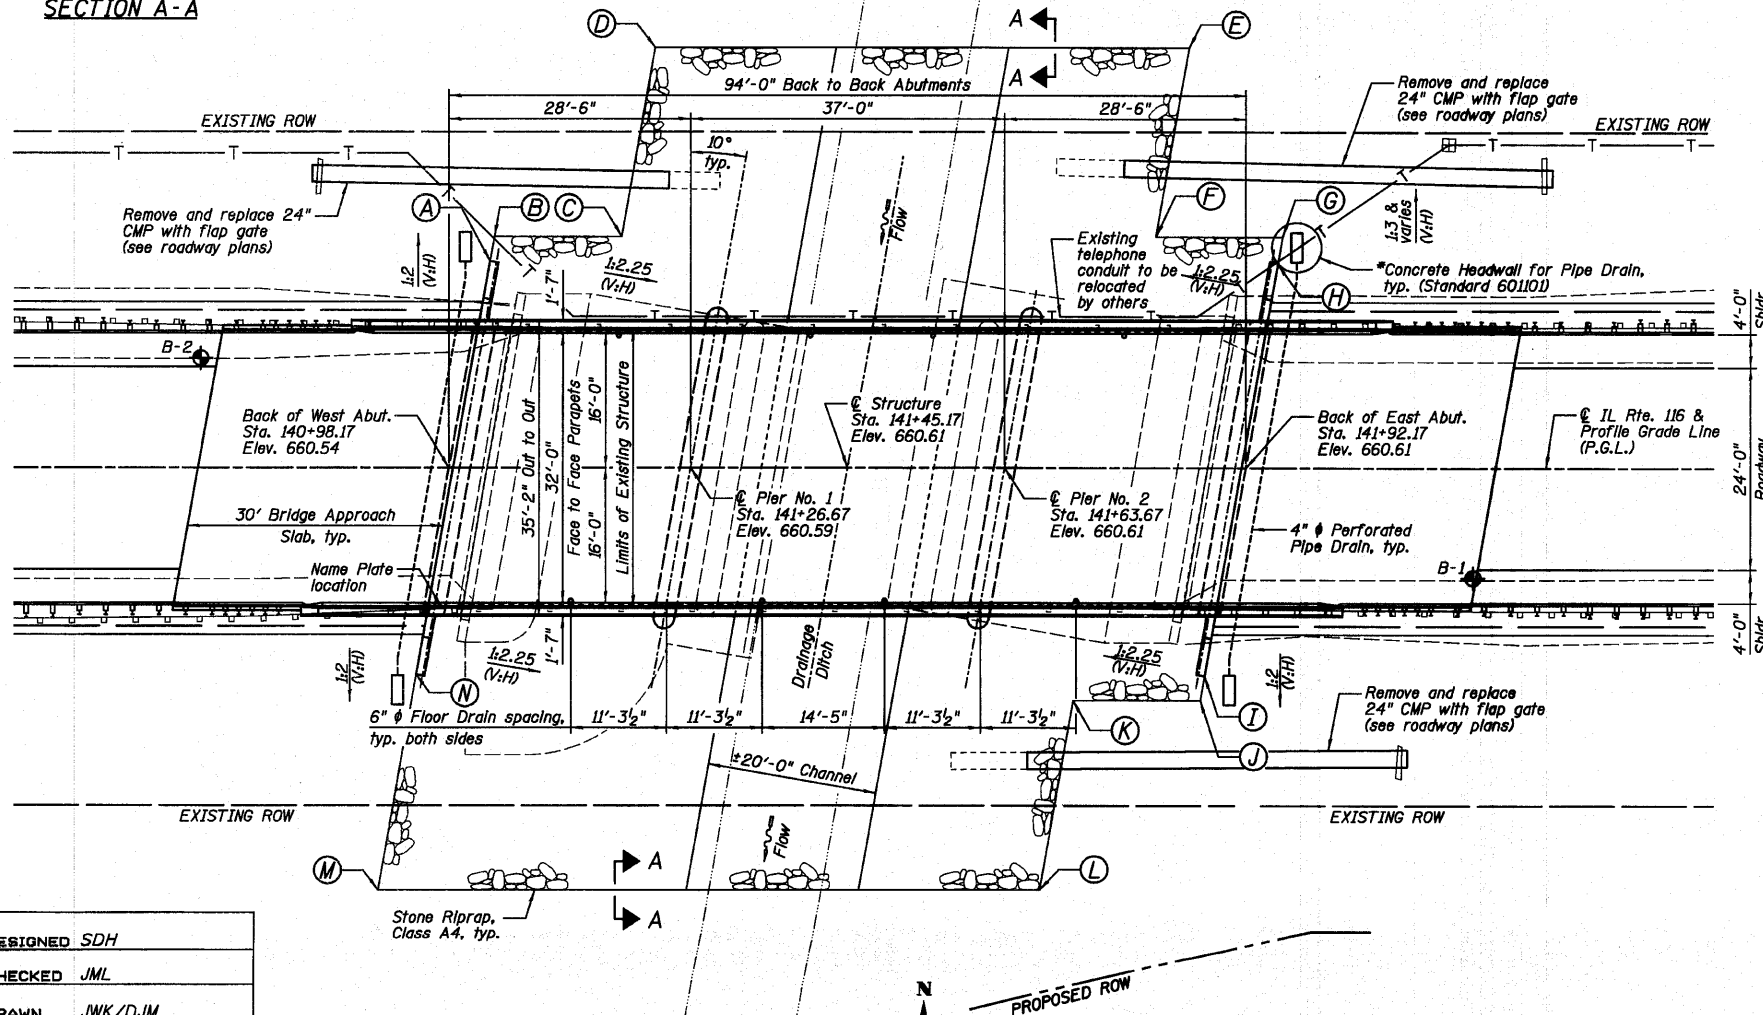 SECTION A-A
D
A
E
A
94'-0" Back to Back Abutments
28'-6"
37'-0"
28'-6"
Remove and replace
24" CMP with flap gate
(see roadway plans)
EXISTING ROW
EXISTING ROW
10°
typ.
T
T
T
T
T
T
T
T
T
Remove and replace 24"
CMP with flap gate
(see roadway plans)
A
B
C
F
G
Flow
1:3 &
varies
(V:H)
1:2
(V:H)
1:2.25
(V:H)
1'-7"
Existing
telephone
conduit to be
relocated
by others
1:2.25
(V:H)
*Concrete Headwall for Pipe Drain,
typ. (Standard 601101)
H
T
T
T
T
T
T
4'-0"
Shldr.
B-2
Back of West Abut.
Sta. 140+98.17
Elev. 660.54
35'-2" Out to Out
32'-0"
Face to Face Parapets
16'-0"
16'-0"
Limits of Existing Structure
℄ Structure
Sta. 141+45.17
Elev. 660.61
Back of East Abut.
Sta. 141+92.17
Elev. 660.61
℄ IL Rte. 116 &
Profile Grade Line
(P.G.L.)
24'-0"
Roadway
℄ Pier No. 1
Sta. 141+26.67
Elev. 660.59
℄ Pier No. 2
Sta. 141+63.67
Elev. 660.61
30' Bridge Approach
Slab, typ.
4" ϕ Perforated
Pipe Drain, typ.
Name Plate
location
B-1
4'-0"
Shldr.
1:2
(V:H)
1:2.25
(V:H)
1'-7"
Drainage
Ditch
1:2.25
(V:H)
1:2
(V:H)
N
6" ϕ Floor Drain spacing,
typ. both sides
11'-3½"
11'-3½"
14'-5"
11'-3½"
11'-3½"
I
K
J
Remove and replace
24" CMP with flap gate
(see roadway plans)
±20'-0" Channel
EXISTING ROW
EXISTING ROW
Flow
M
A
L
A
Stone Riprap,
Class A4, typ.
ESIGNED SDH
HECKED JML
RAWN JWK/DJM
N
PROPOSED ROW